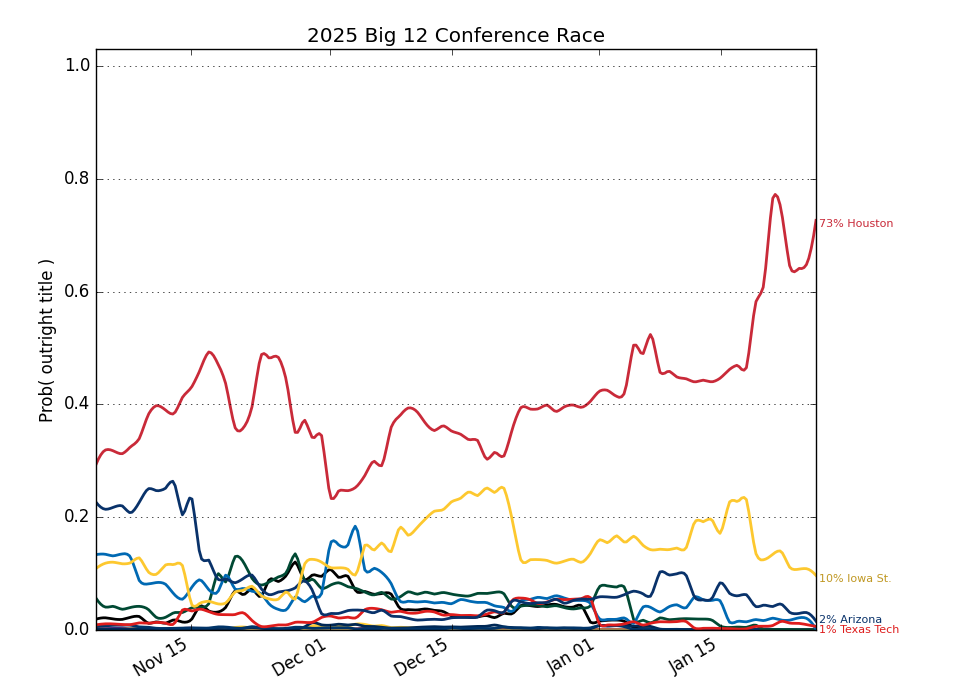 2025 Big 12 Conference Race
Prob( outright title )
1.0
0.8
0.6
0.4
0.2
0.0
Nov 15
Dec 01
Dec 15
Jan 01
Jan 15
73% Houston
10% Iowa St.
2% Arizona
1% Texas Tech